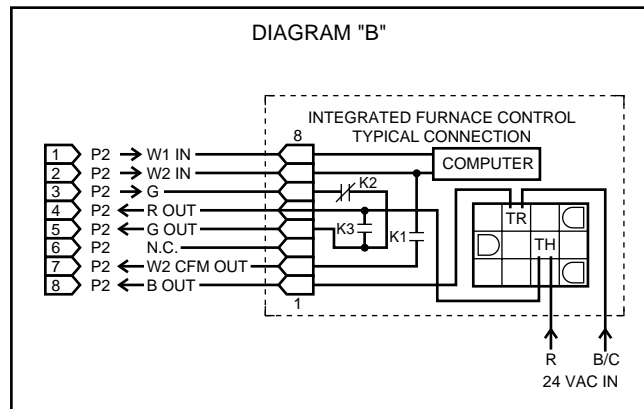 DIAGRAM "B"
INTEGRATED FURNACE CONTROL
TYPICAL CONNECTION
8
COMPUTER
1 P2 W1 IN
2 P2 W2 IN
3 P2 G
4 P2 R OUT
5 P2 G OUT
6 P2 N.C.
7 P2 W2 CFM OUT
8 P2 B OUT
K2
K3
K1
TR
TH
1
R B/C
24 VAC IN